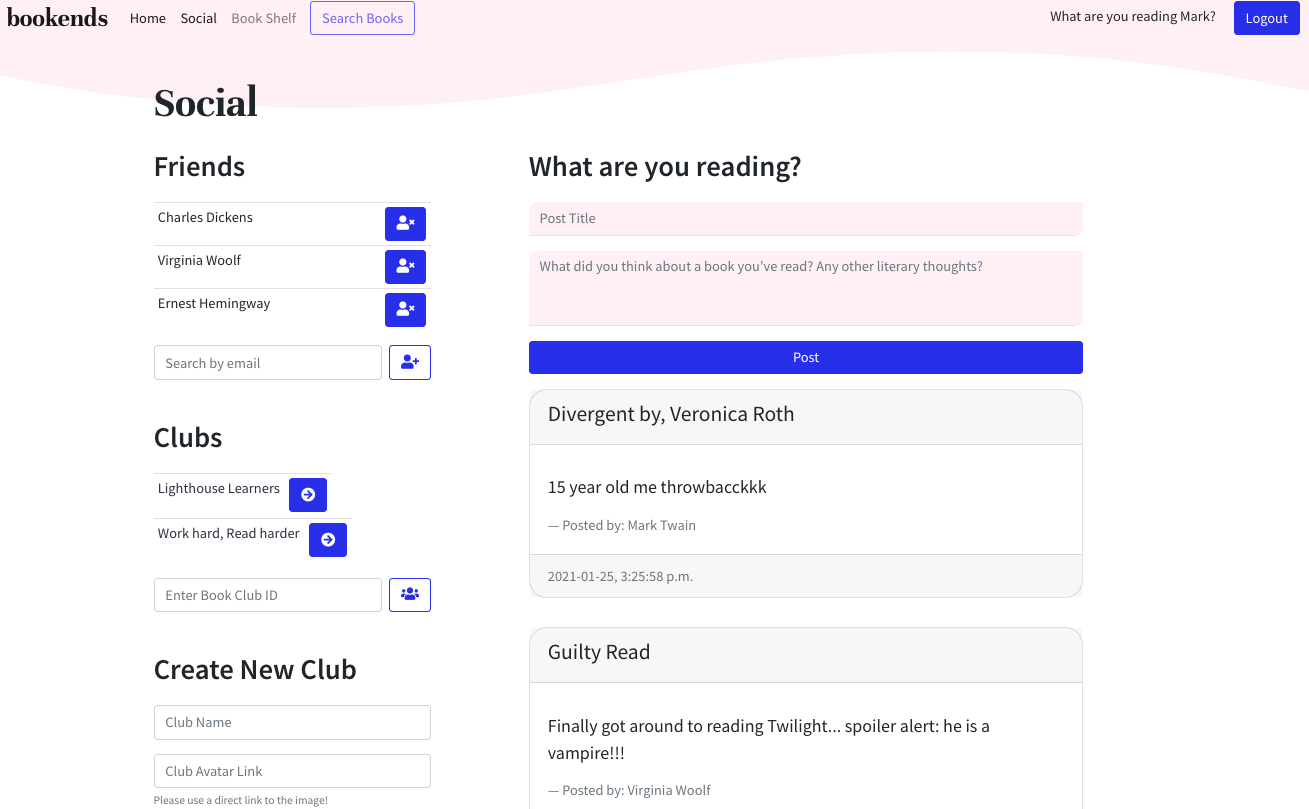 bookends Home Social Book Shelf Search Books What are you reading Mark? Logout
Social
Friends
Charles Dickens
Virginia Woolf
Ernest Hemingway
Search by email
Clubs
Lighthouse Learners
Work hard, Read harder
Enter Book Club ID
Create New Club
Club Name
Club Avatar Link
Please use a direct link to the image!
What are you reading?
Post Title
What did you think about a book you've read? Any other literary thoughts?
Post
Divergent by, Veronica Roth
15 year old me throwbacckkk
— Posted by: Mark Twain
2021-01-25, 3:25:58 p.m.
Guilty Read
Finally got around to reading Twilight... spoiler alert: he is a
vampire!!!
— Posted by: Virginia Woolf